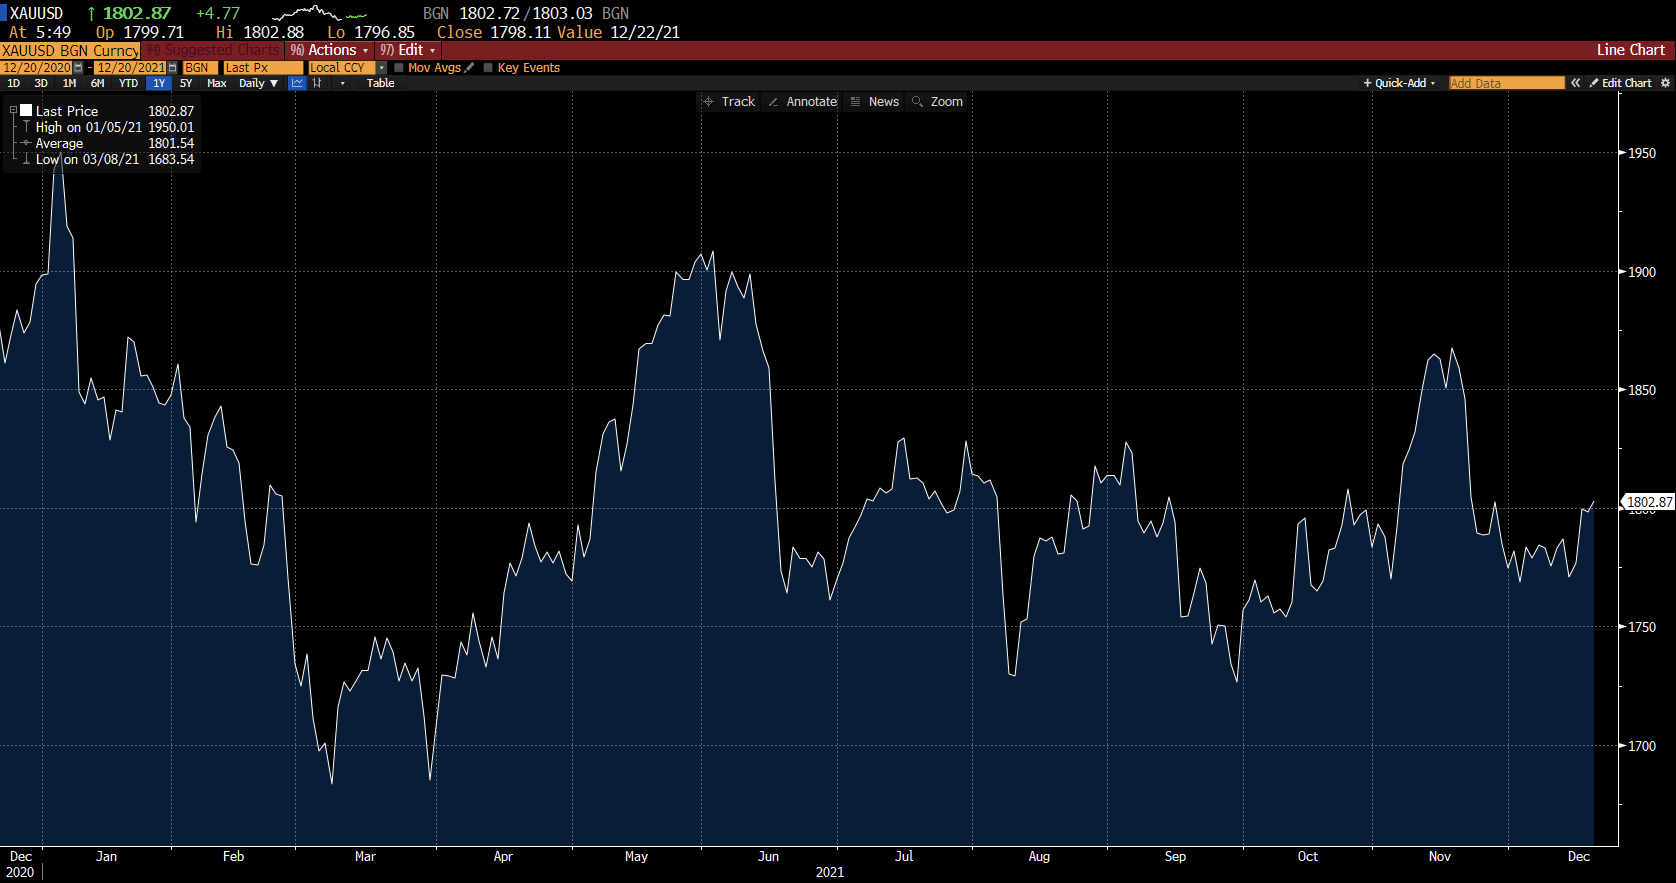 XAUUSD ↑ 1802.87 +4.77 BGN 1802.72/1803.03 BGN
At 5:49 Op 1799.71 Hi 1802.88 Lo 1796.85 Close 1798.11 Value 12/22/21
XAUUSD BGN Curncy 94) Suggested Charts 96) Actions 97) Edit Line Chart
12/20/2020 - 12/20/2021 BGN Last Px Local CCY Mov Avgs Key Events
1D 3D 1M 6M YTD 1Y 5Y Max Daily ▼ Table + Quick-Add Add Data « Edit Chart
Track Annotate News Zoom
Last Price 1802.87
High on 01/05/21 1950.01
Average 1801.54
Low on 03/08/21 1683.54
1950
1900
1850
1802.87
1800
1750
1700
Dec Jan Feb Mar Apr May Jun Jul Aug Sep Oct Nov Dec
2020 2021